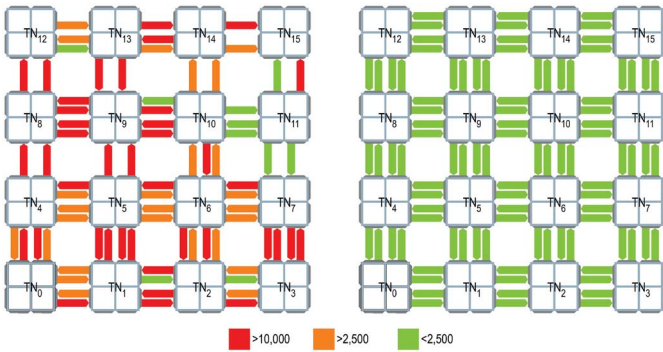 TN12 TN13 TN14 TN15 TN12 TN13 TN14 TN15
TN8 TN9 TN10 TN11 TN8 TN9 TN10 TN11
TN4 TN5 TN6 TN7 TN4 TN5 TN6 TN7
TN0 TN1 TN2 TN3 TN0 TN1 TN2 TN3
>10,000 >2,500 <2,500